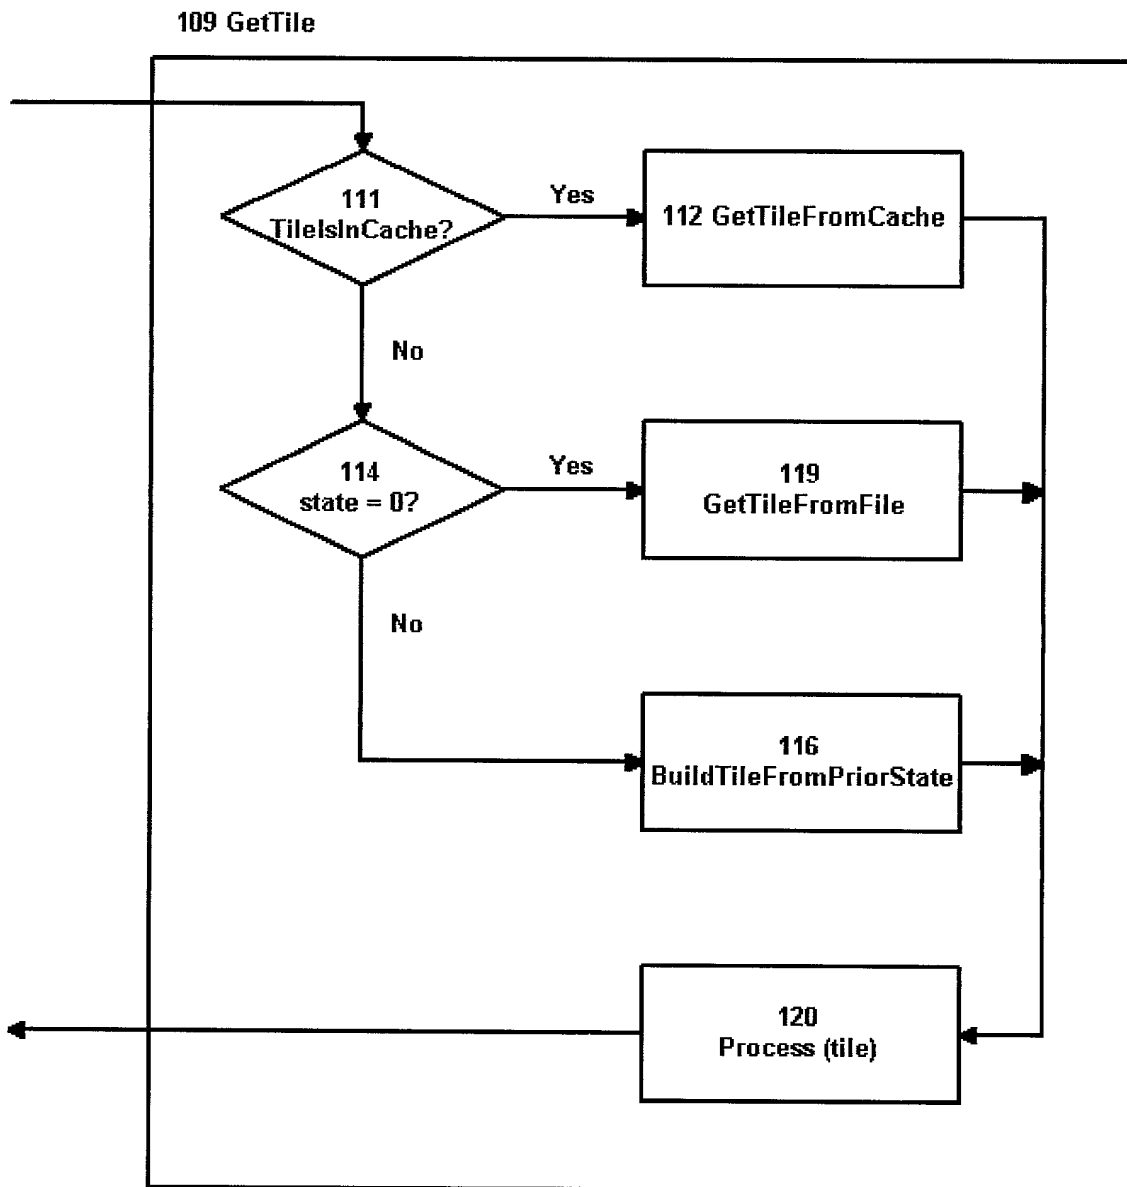 109 GetTile
111
TileIsInCache?
Yes
112 GetTileFromCache
No
114
state = 0?
Yes
119
GetTileFromFile
No
116
BuildTileFromPriorState
120
Process (tile)